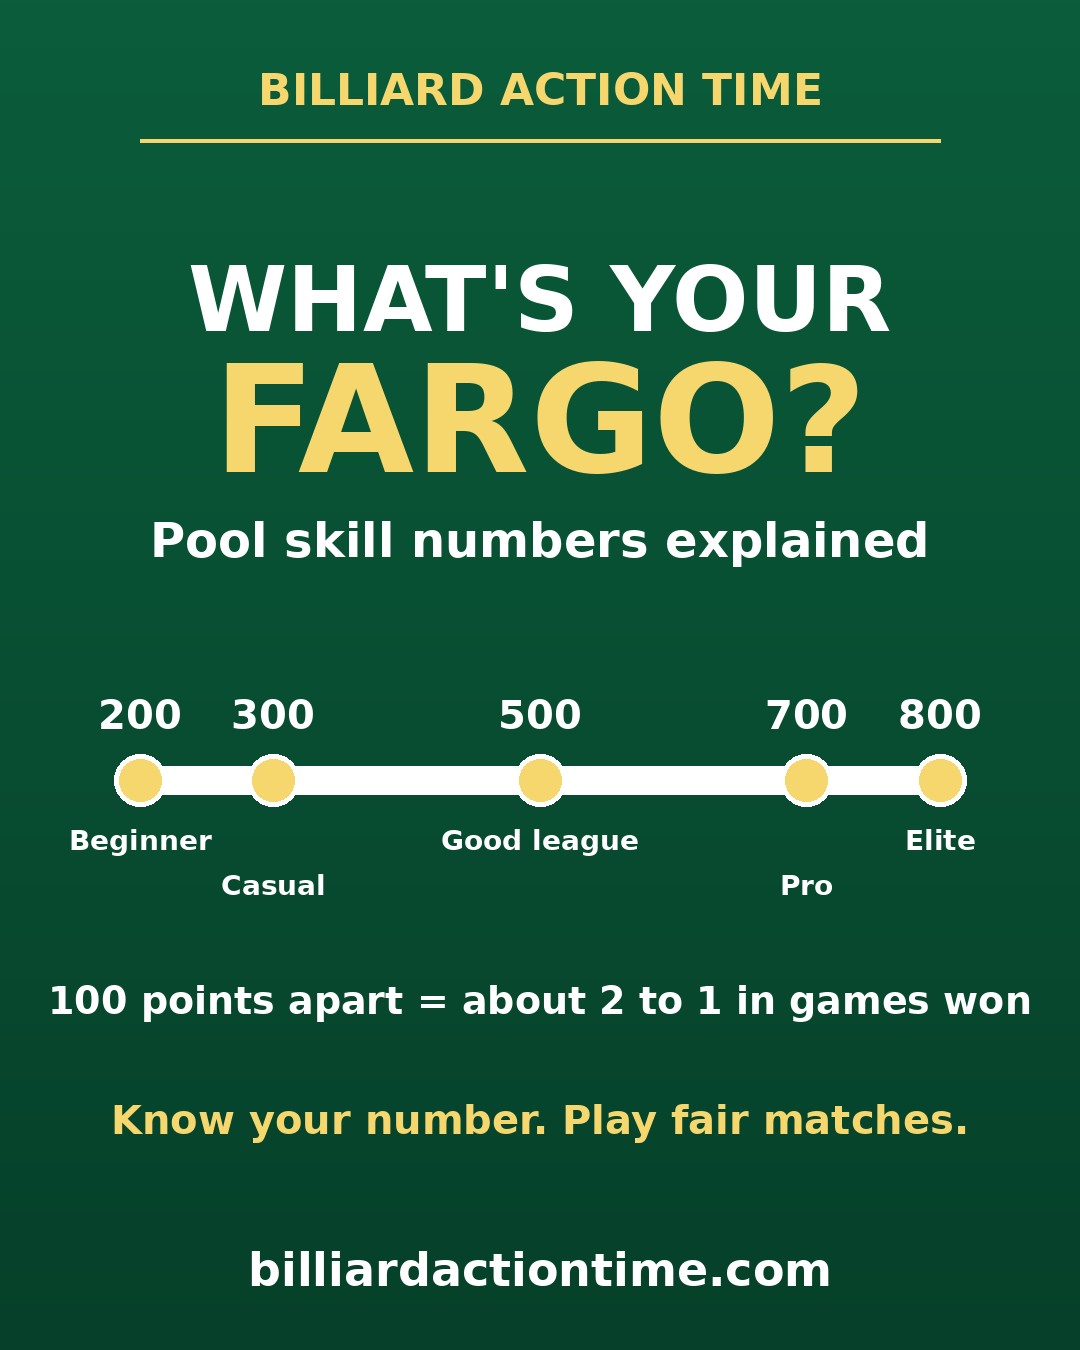 BILLIARD ACTION TIME
WHAT'S YOUR
FARGO?
Pool skill numbers explained
200 300 500 700 800
Beginner Good league Elite
Casual Pro
100 points apart = about 2 to 1 in games won
Know your number. Play fair matches.
billiardactiontime.com